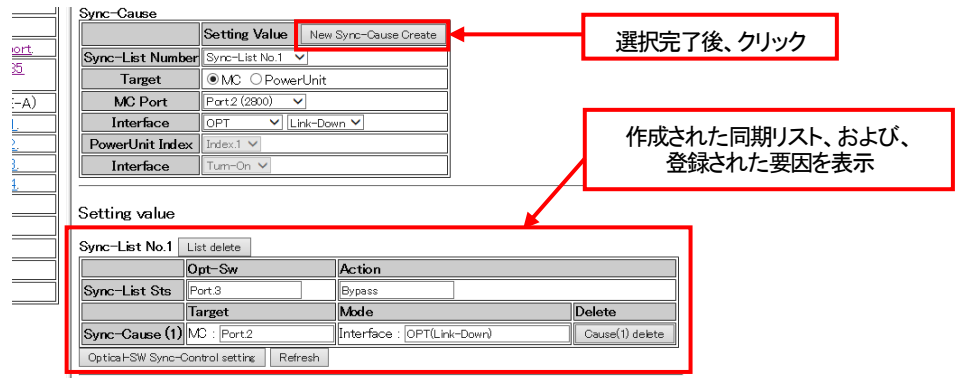 Sync-Cause
Setting Value New Sync-Cause Create
Sync-List Number Sync-List No.1
Target MC PowerUnit
MC Port Port.2 (2800)
Interface OPT Link-Down
PowerUnit Index Index.1
Interface Turn-On
選択完了後、クリック
作成された同期リスト、および、
登録された要因を表示
Setting value
Sync-List No.1 List delete
Opt-Sw Action
Sync-List Sts Port.3 Bypass
Target Mode Delete
Sync-Cause (1) MC : Port.2 Interface : OPT(Link-Down) Cause(1) delete
Optical-SW Sync-Control setting Refresh